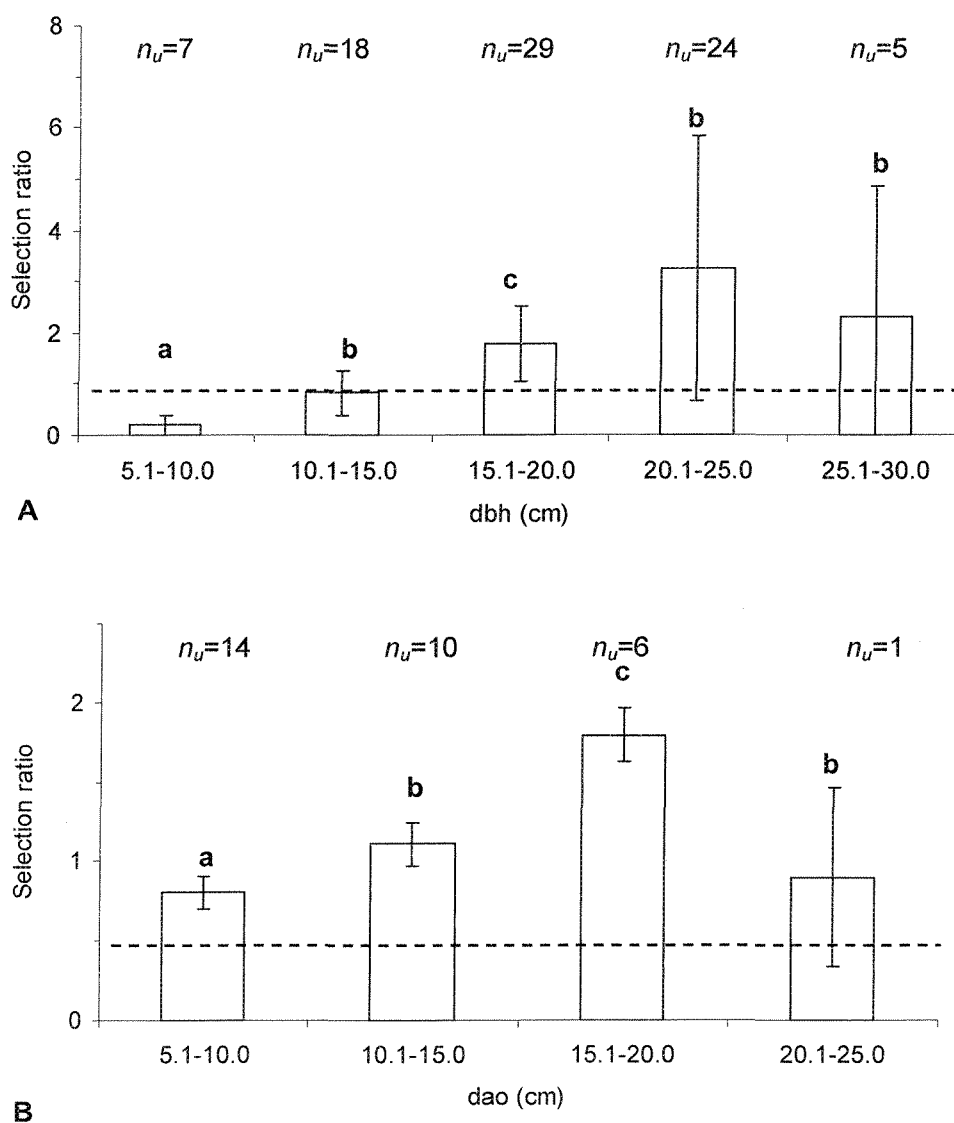 8
6
4
2
0
Selection ratio
n_u=7 n_u=18 n_u=29 n_u=24 n_u=5
a b c b b
5.1-10.0 10.1-15.0 15.1-20.0 20.1-25.0 25.1-30.0
dbh (cm)
A
2
1
0
Selection ratio
n_u=14 n_u=10 n_u=6 n_u=1
a b c b
5.1-10.0 10.1-15.0 15.1-20.0 20.1-25.0
dao (cm)
B